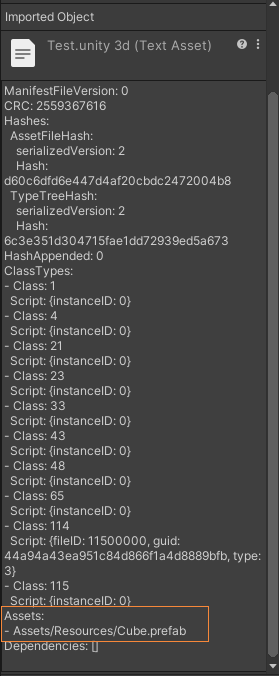 Imported Object
Test.unity 3d (Text Asset)
ManifestFileVersion: 0
CRC: 2559367616
Hashes:
AssetFileHash:
serializedVersion: 2
Hash:
d60c6dfd6e447d4af20cbdc2472004b8
TypeTreeHash:
serializedVersion: 2
Hash:
6c3e351d304715fae1dd72939ed5a673
HashAppended: 0
ClassTypes:
- Class: 1
Script: {instanceID: 0}
- Class: 4
Script: {instanceID: 0}
- Class: 21
Script: {instanceID: 0}
- Class: 23
Script: {instanceID: 0}
- Class: 33
Script: {instanceID: 0}
- Class: 43
Script: {instanceID: 0}
- Class: 48
Script: {instanceID: 0}
- Class: 65
Script: {instanceID: 0}
- Class: 114
Script: {fileID: 11500000, guid:
44a94a43ea951c84d866f1a4d8889bfb, type:
3}
- Class: 115
Script: {instanceID: 0}
Assets:
- Assets/Resources/Cube.prefab
Dependencies: []